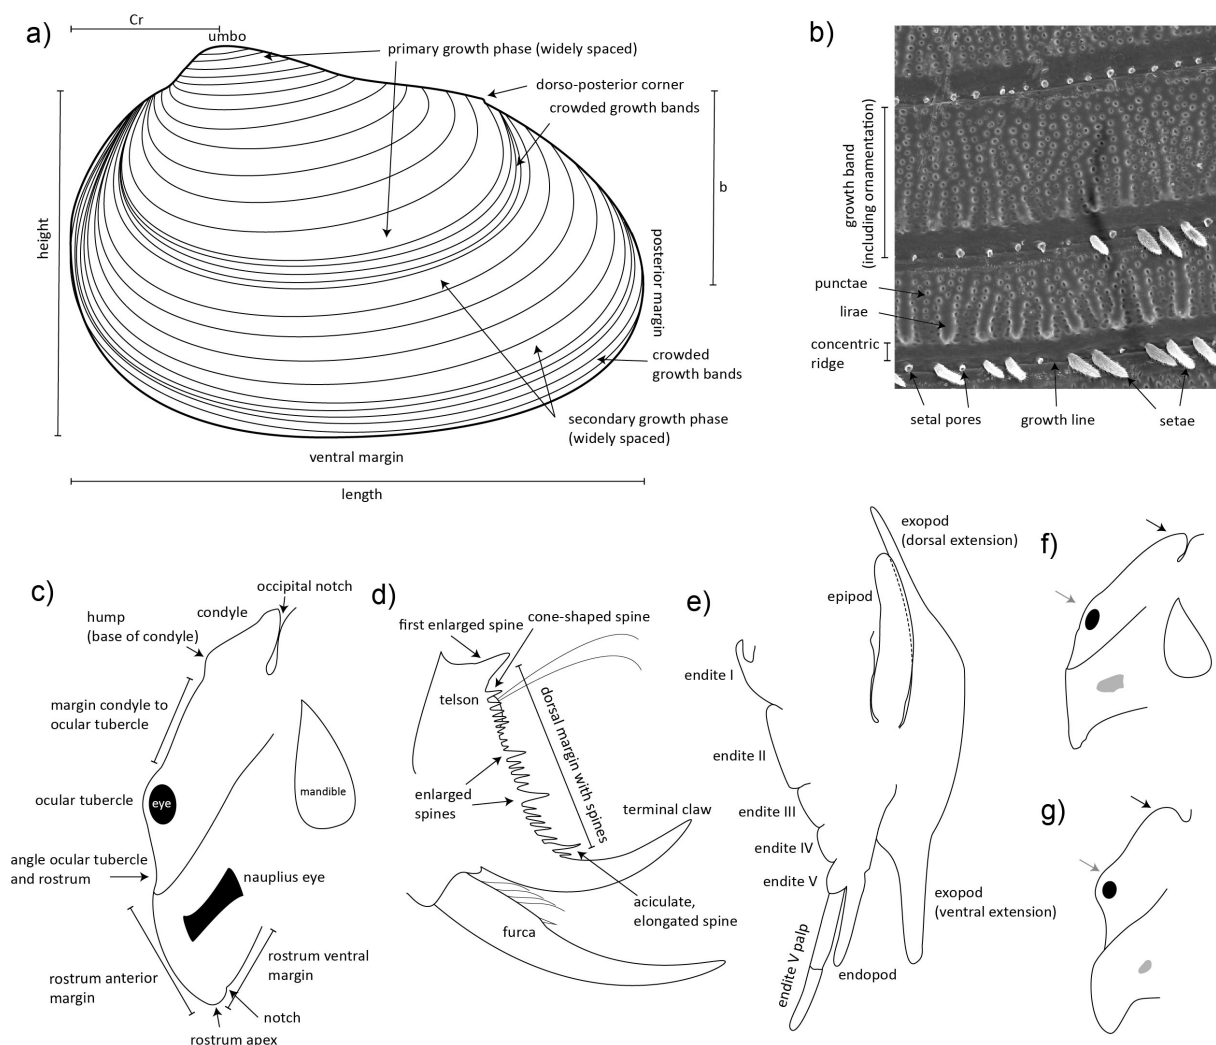 a)
Cr
umbo
primary growth phase (widely spaced)
dorso-posterior corner
crowded growth bands
b
height
posterior margin
crowded
growth bands
secondary growth phase
(widely spaced)
ventral margin
length
b)
growth band
(including ornamentation)
punctae
lirae
concentric
ridge
setal pores
growth line
setae
c)
occipital notch
condyle
hump
(base of condyle)
margin condyle to
ocular tubercle
ocular tubercle
eye
mandible
angle ocular tubercle
and rostrum
nauplius eye
rostrum anterior
margin
rostrum ventral
margin
notch
rostrum apex
d)
cone-shaped spine
first enlarged spine
telson
dorsal margin with spines
enlarged
spines
terminal claw
aciculate,
elongated spine
furca
e)
exopod
(dorsal extension)
epipod
endite I
endite II
endite III
endite IV
endite V
endite V palp
endopod
exopod
(ventral extension)
f)
g)